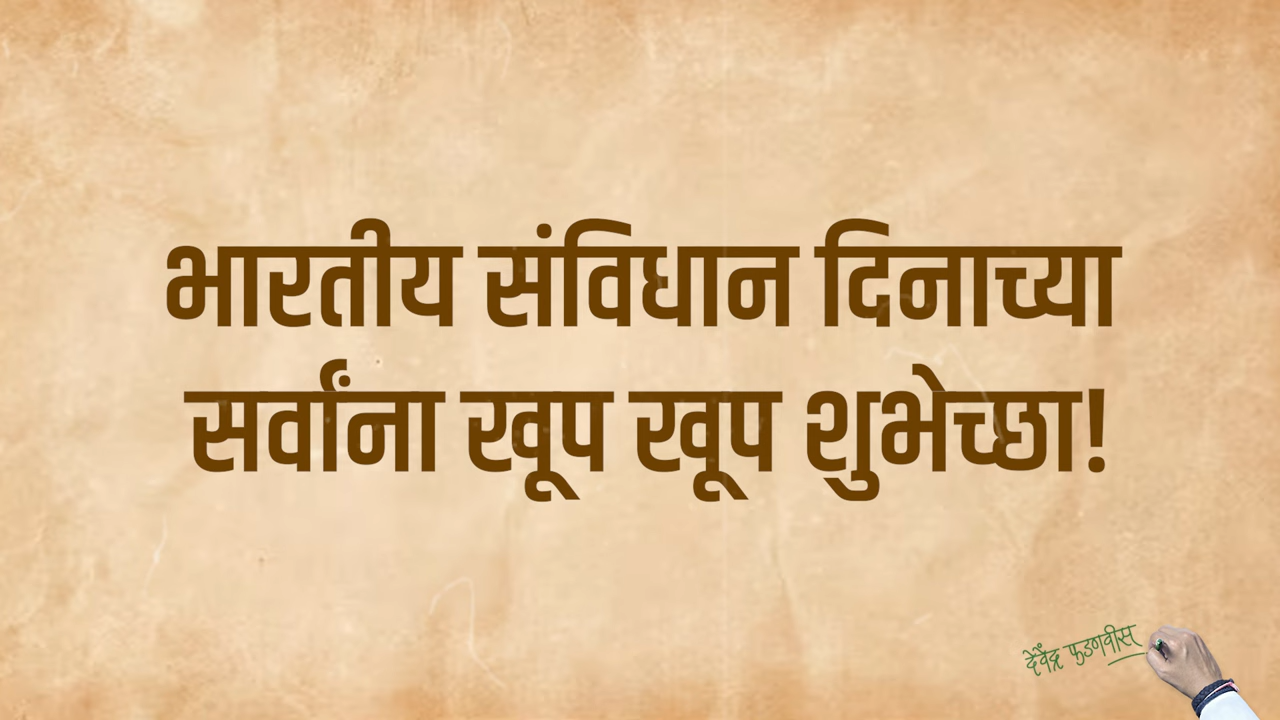 भारतीय संविधान दिनाच्या
सर्वांना खूप खूप शुभेच्छा!
देवेंद्र फडणवीस